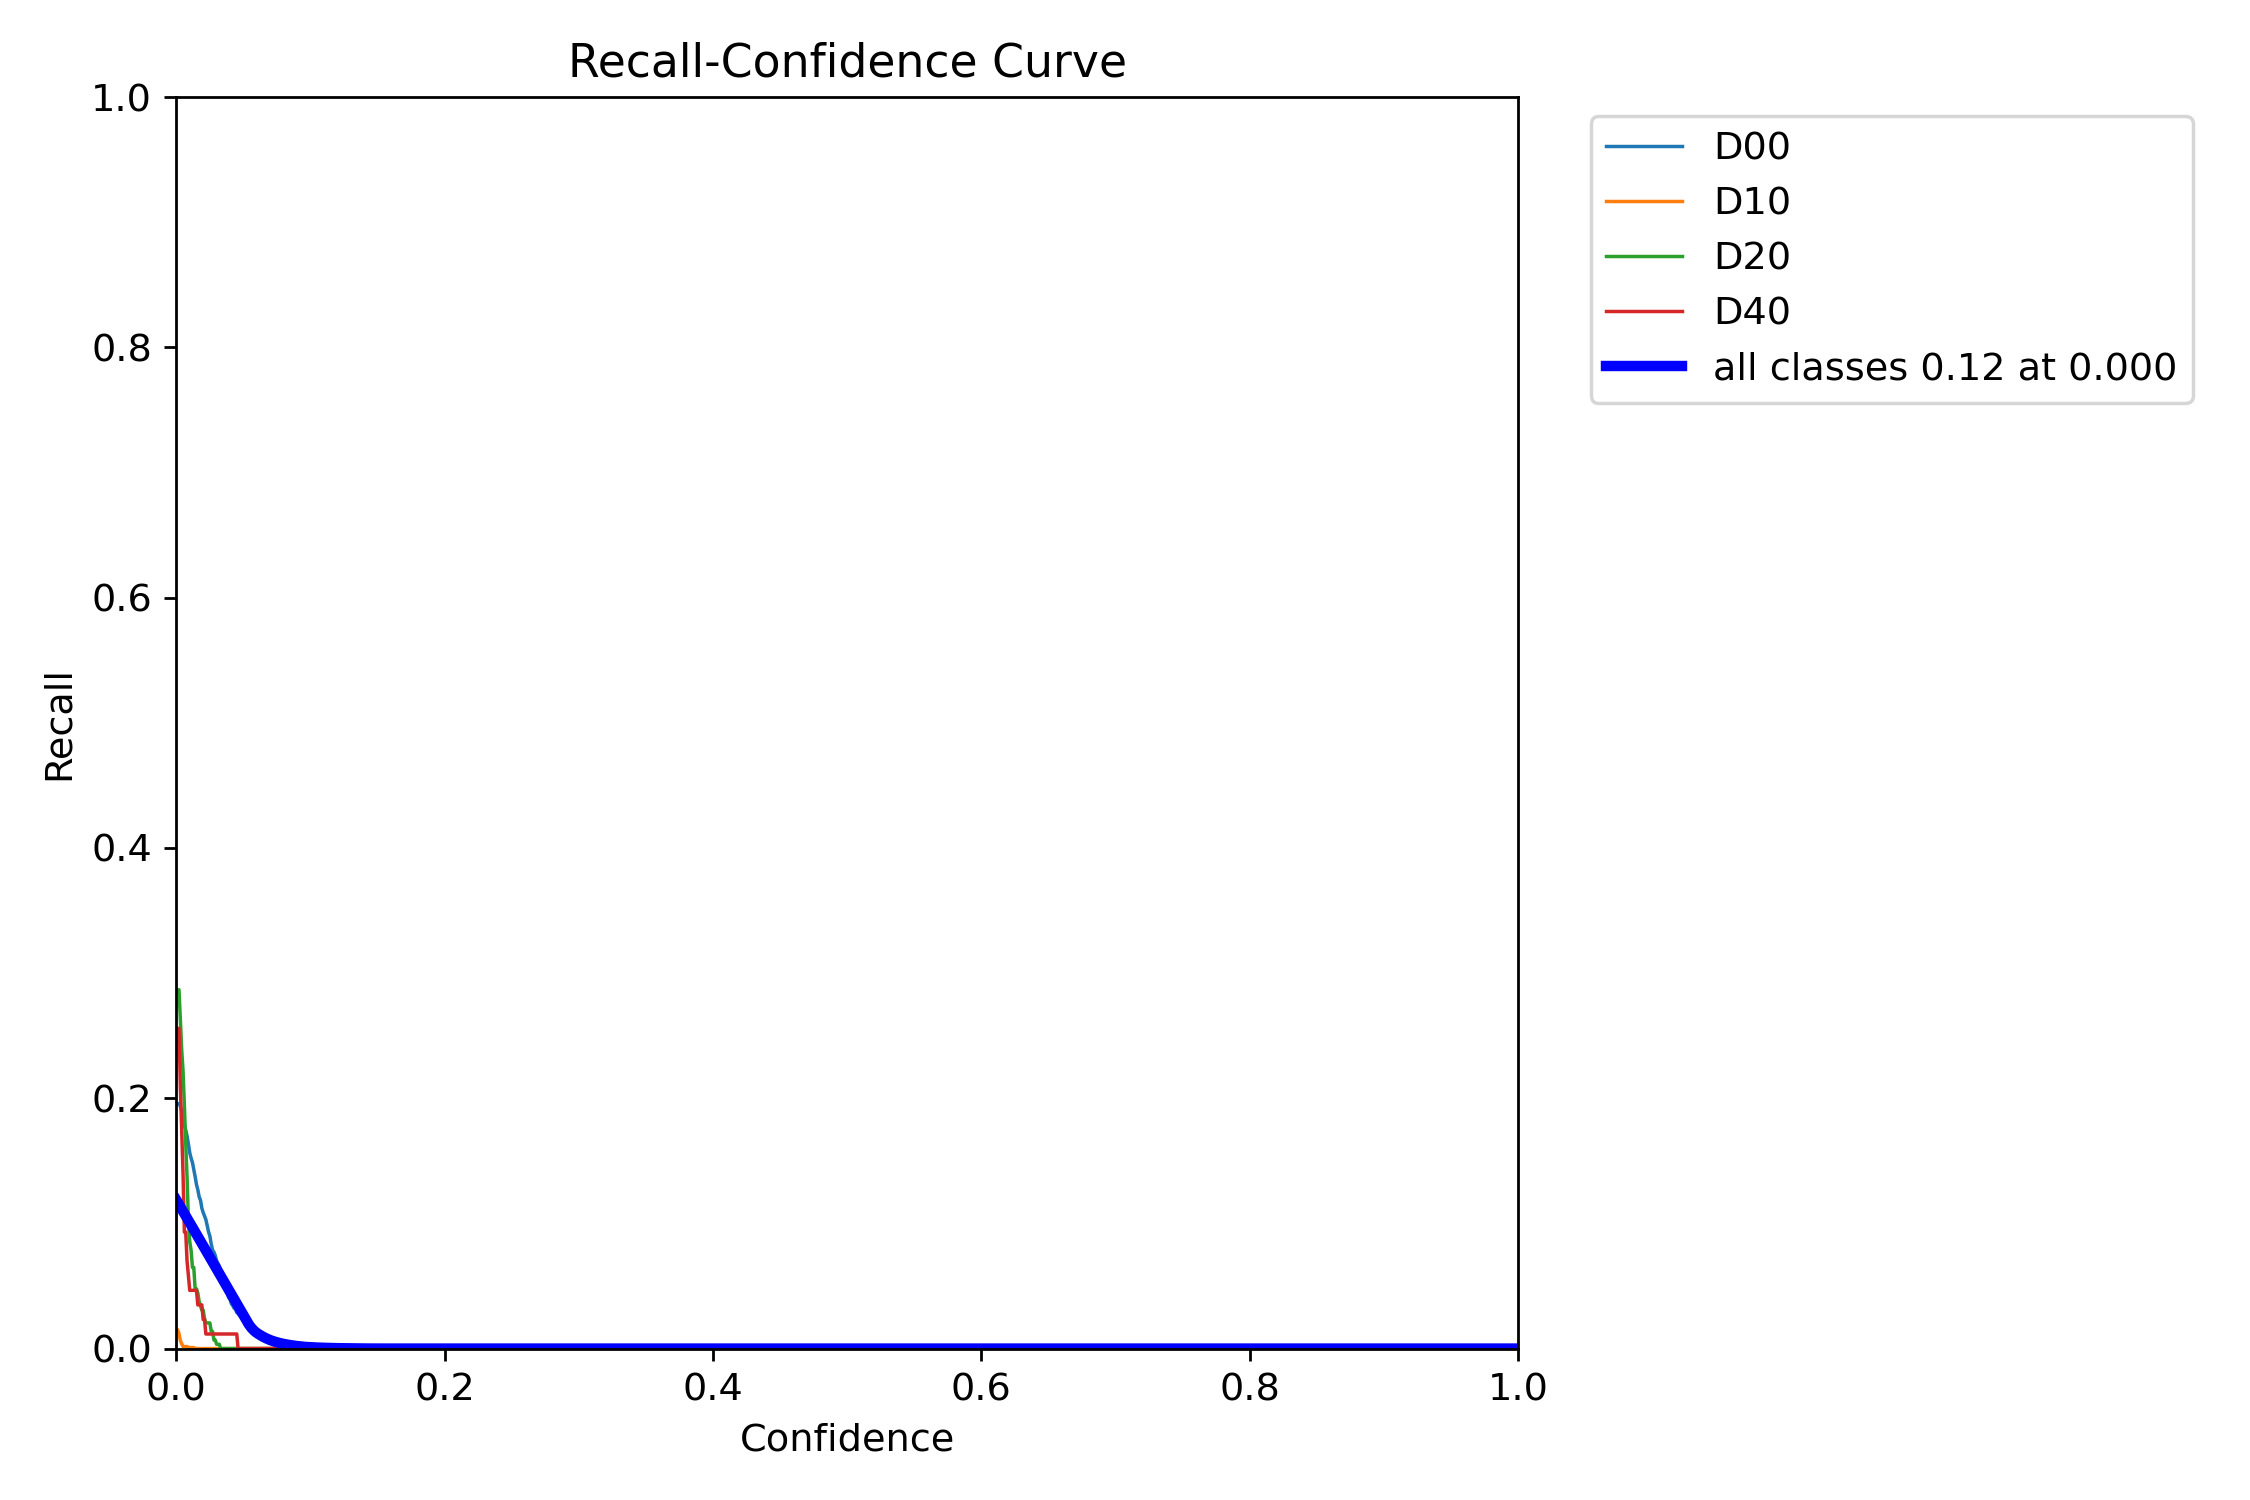 Recall-Confidence Curve
1.0
0.8
0.6
0.4
0.2
0.0
Recall
0.0 0.2 0.4 0.6 0.8 1.0
Confidence
D00
D10
D20
D40
all classes 0.12 at 0.000